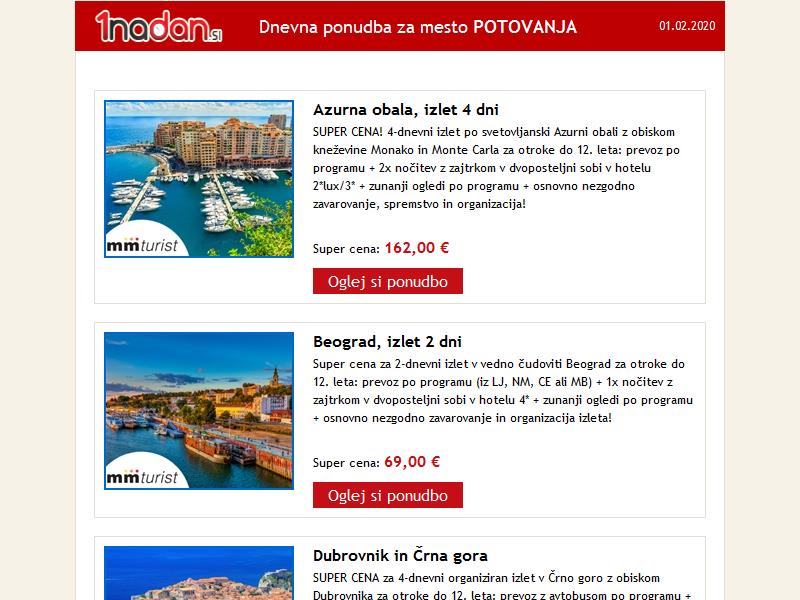 1nadan.si
Dnevna ponudba za mesto POTOVANJA
01.02.2020
Azurna obala, izlet 4 dni
SUPER CENA! 4-dnevni izlet po svetovljanski Azurni obali z obiskom
kneževine Monako in Monte Carla za otroke do 12. leta: prevoz po
programu + 2x nočitev z zajtrkom v dvoposteljni sobi v hotelu
2*lux/3* + zunanji ogledi po programu + osnovno nezgodno
zavarovanje, spremstvo in organizacija!
mmturist
Super cena: 162,00 €
Oglej si ponudbo
Beograd, izlet 2 dni
Super cena za 2-dnevni izlet v vedno čudoviti Beograd za otroke do
12. leta: prevoz po programu (iz LJ, NM, CE ali MB) + 1x nočitev z
zajtrkom v dvoposteljni sobi v hotelu 4* + zunanji ogledi po programu
+ osnovno nezgodno zavarovanje in organizacija izleta!
mmturist
Super cena: 69,00 €
Oglej si ponudbo
Dubrovnik in Črna gora
SUPER CENA za 4-dnevni organiziran izlet v Črno goro z obiskom
Dubrovnika za otroke do 12. leta: prevoz z avtobusom po programu +